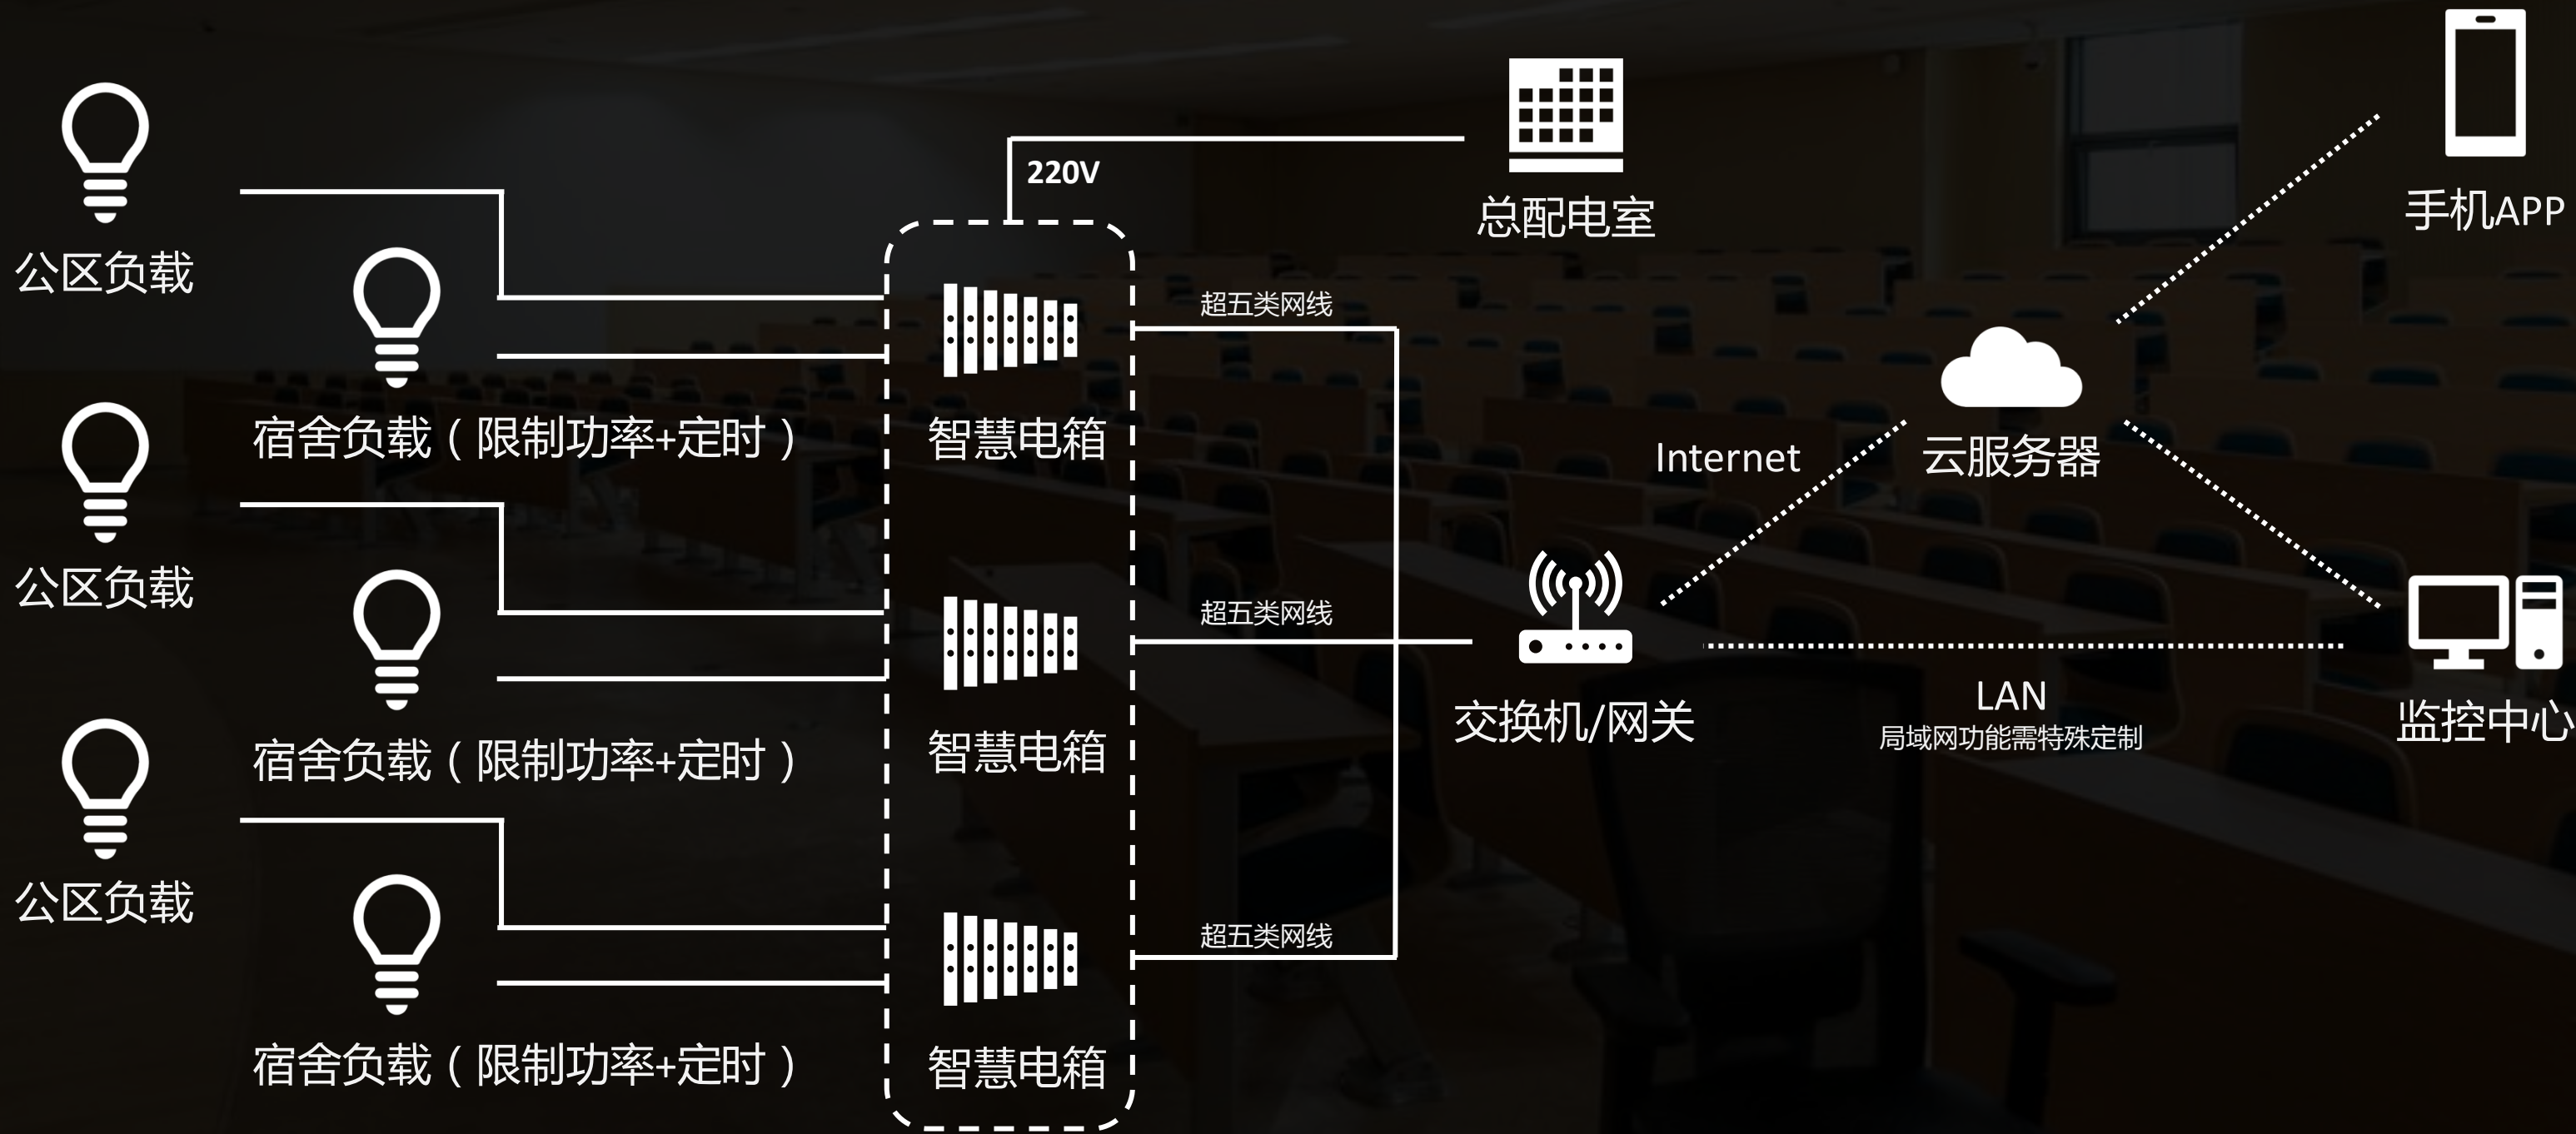 手机APP
220V
总配电室
公区负载
超五类网线
宿舍负载（限制功率+定时）
智慧电箱
Internet
云服务器
公区负载
超五类网线
LAN
交换机/网关
局域网功能需特殊定制
监控中心
宿舍负载（限制功率+定时）
智慧电箱
公区负载
超五类网线
宿舍负载（限制功率+定时）
智慧电箱